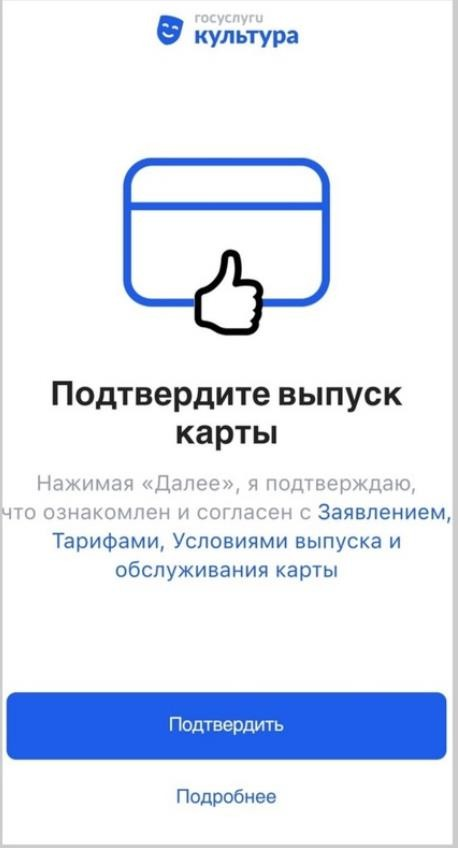 госуслуги
культура
Подтвердите выпуск
карты
Нажимая «Далее», я подтверждаю,
что ознакомлен и согласен с Заявлением,
Тарифами, Условиями выпуска и
обслуживания карты
Подтвердить
Подробнее